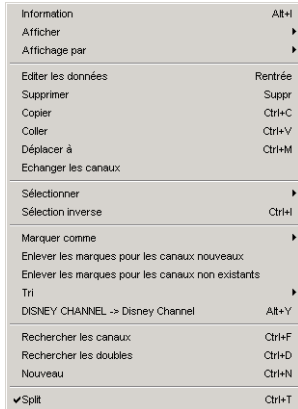 Information Alt+I
Afficher
Affichage par
Editer les données Rentrée
Supprimer Suppr
Copier Ctrl+C
Coller Ctrl+V
Déplacer à Ctrl+M
Echanger les canaux
Sélectionner
Sélection inverse Ctrl+I
Marquer comme
Enlever les marques pour les canaux nouveaux
Enlever les marques pour les canaux non existants
Tri
DISNEY CHANNEL -> Disney Channel Alt+Y
Rechercher les canaux Ctrl+F
Rechercher les doubles Ctrl+D
Nouveau Ctrl+N
Split Ctrl+T